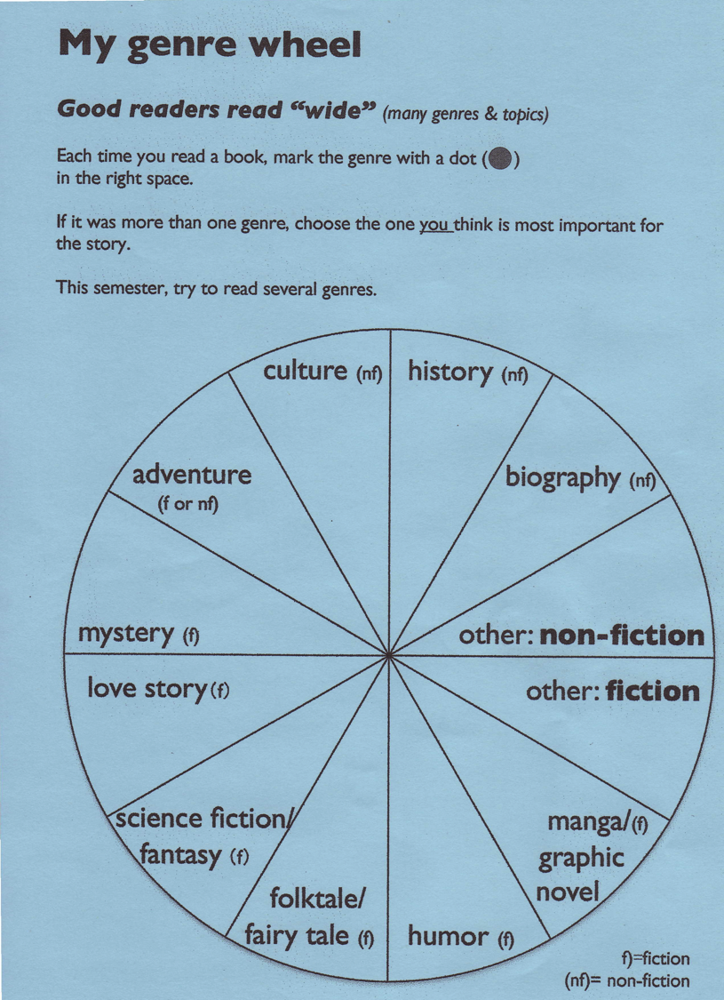 My genre wheel
Good readers read “wide” (many genres & topics)
Each time you read a book, mark the genre with a dot (●)
in the right space.
If it was more than one genre, choose the one you think is most important for
the story.
This semester, try to read several genres.
culture (nf)
history (nf)
adventure
(f or nf)
biography (nf)
mystery (f)
other: non-fiction
love story (f)
other: fiction
science fiction/
fantasy (f)
manga/(f)
graphic
novel
folktale/
fairy tale (f)
humor (f)
f)=fiction
(nf)= non-fiction